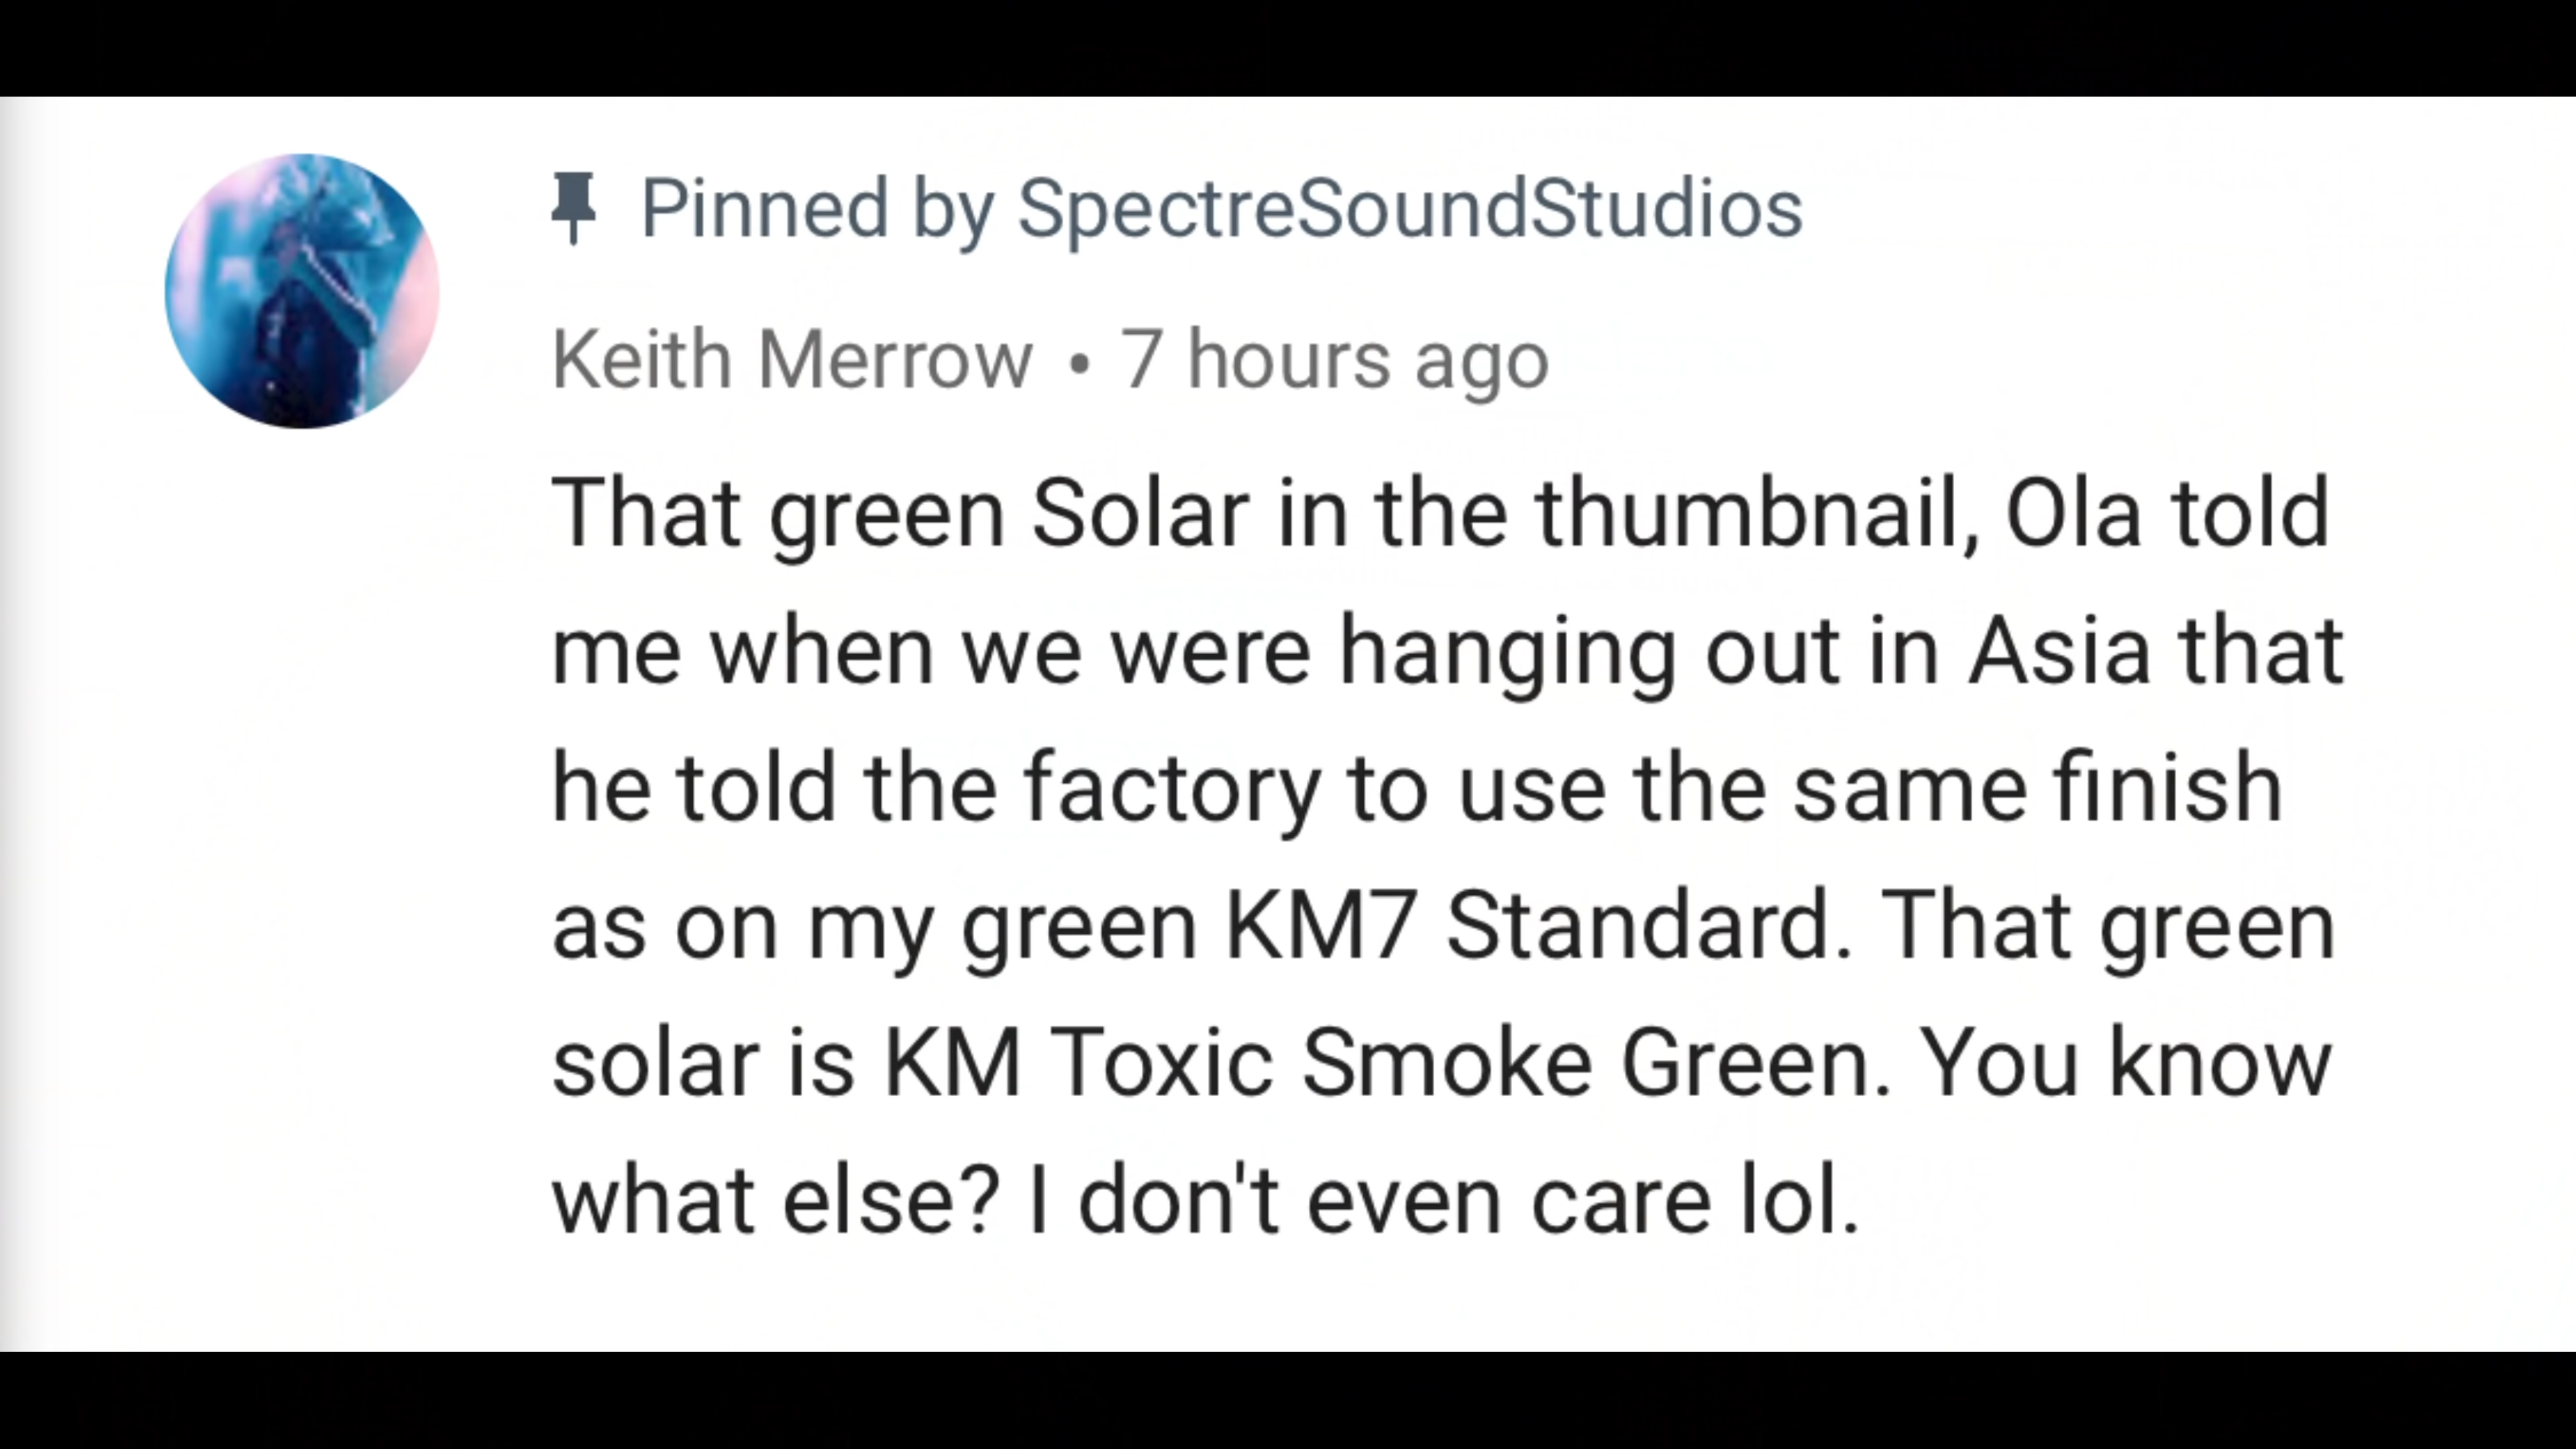 Pinned by SpectreSoundStudios
Keith Merrow • 7 hours ago
That green Solar in the thumbnail, Ola told
me when we were hanging out in Asia that
he told the factory to use the same finish
as on my green KM7 Standard. That green
solar is KM Toxic Smoke Green. You know
what else? I don't even care lol.